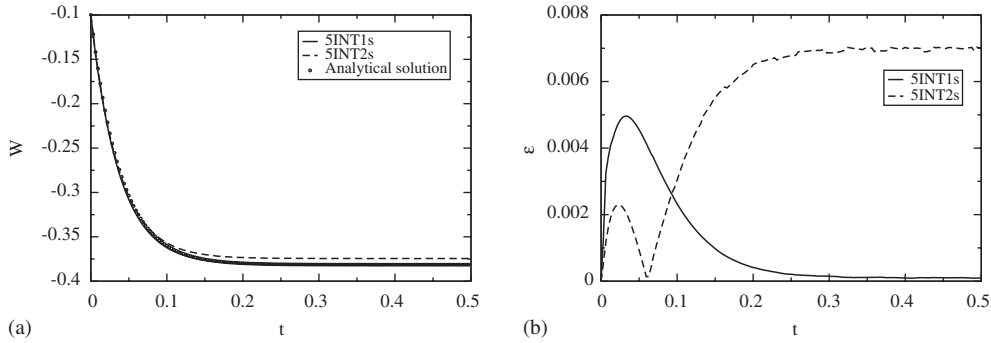 -0.1
-0.15
-0.2
-0.25
-0.3
-0.35
-0.4
W
0
0.1
0.2
0.3
0.4
0.5
t
5INT1s
5INT2s
Analytical solution
(a)
0.008
0.006
0.004
0.002
0
ε
0
0.1
0.2
0.3
0.4
0.5
t
5INT1s
5INT2s
(b)